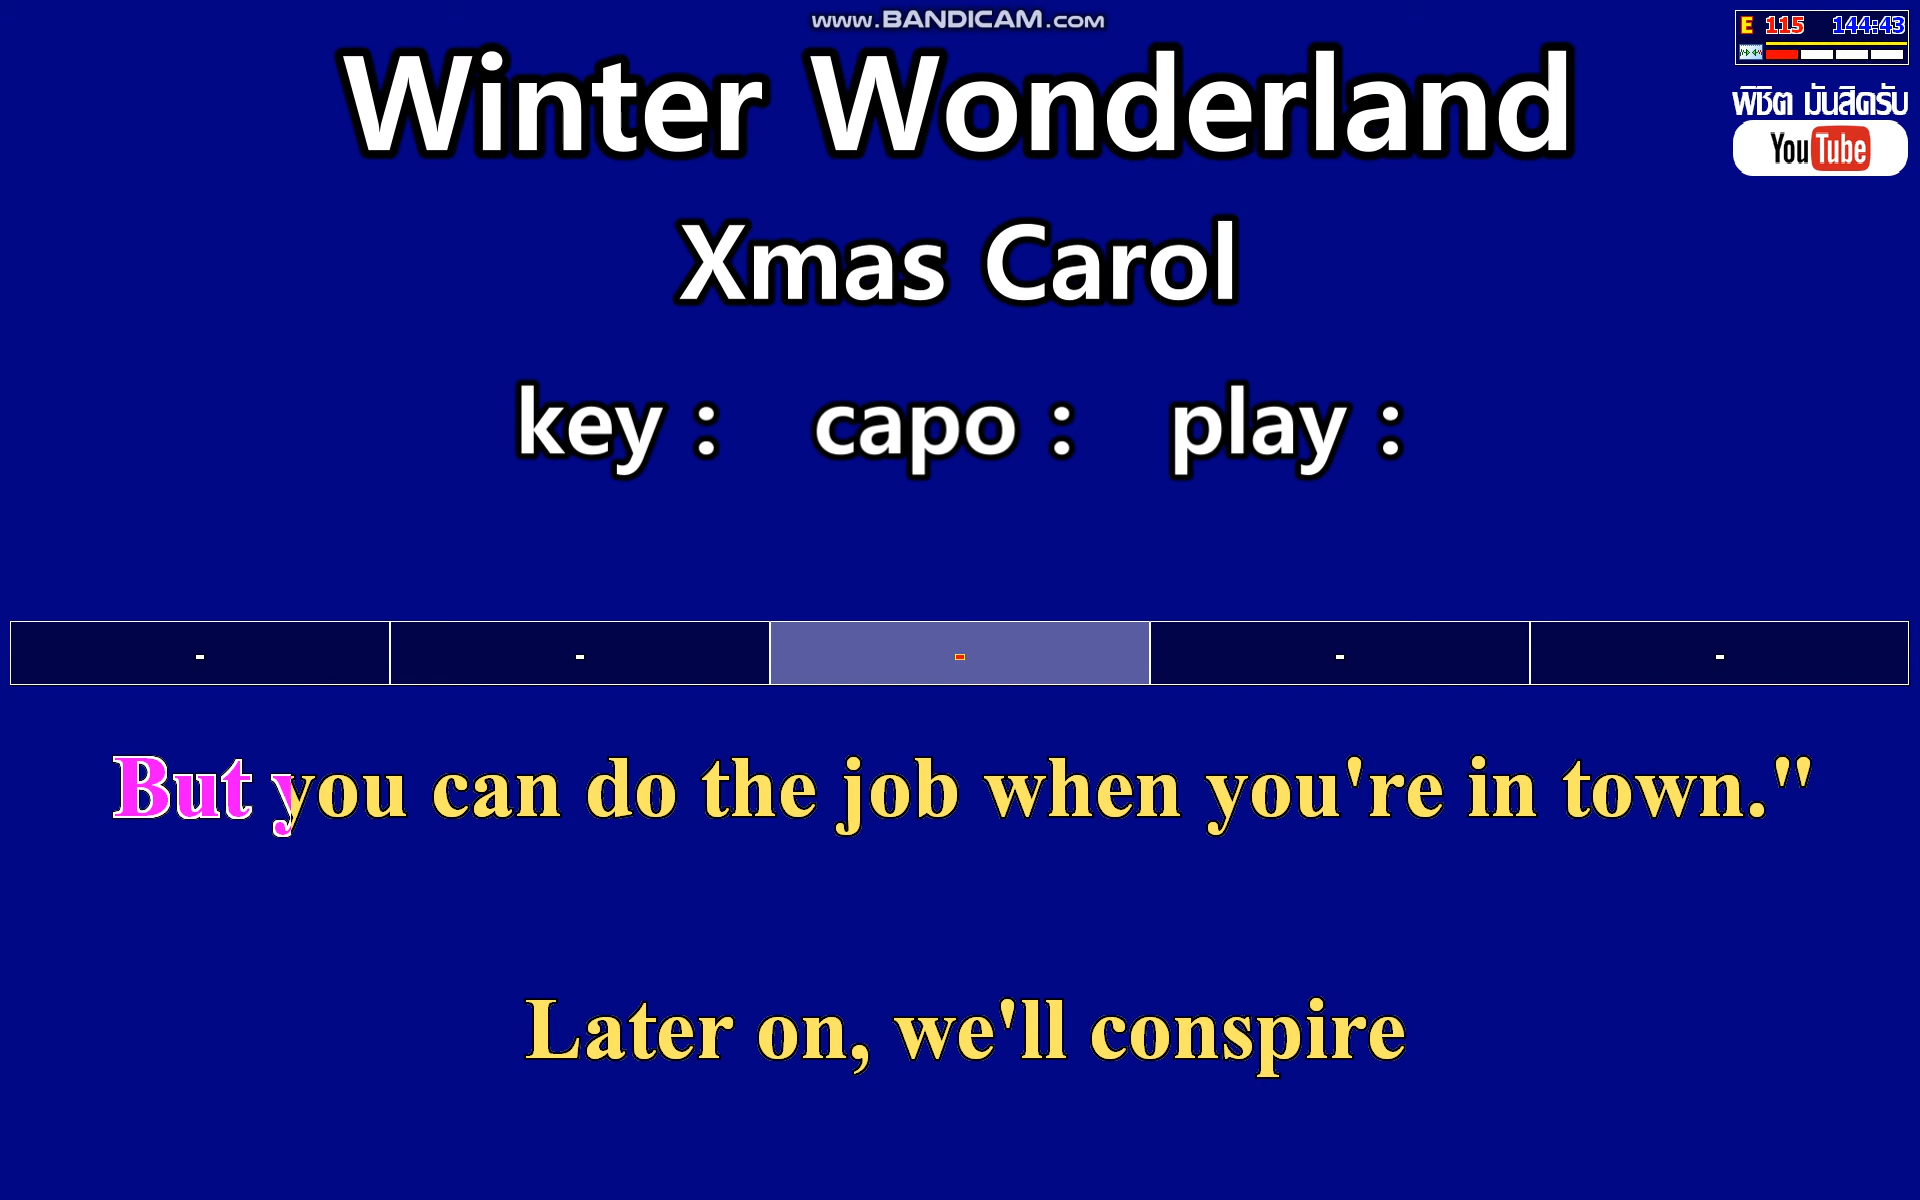 www.BANDICAM.com
E 115 144:43
Winter Wonderland
พิชิต มันสิดรับ
YouTube
Xmas Carol
key : capo : play :
- - - - -
But you can do the job when you're in town."
Later on, we'll conspire